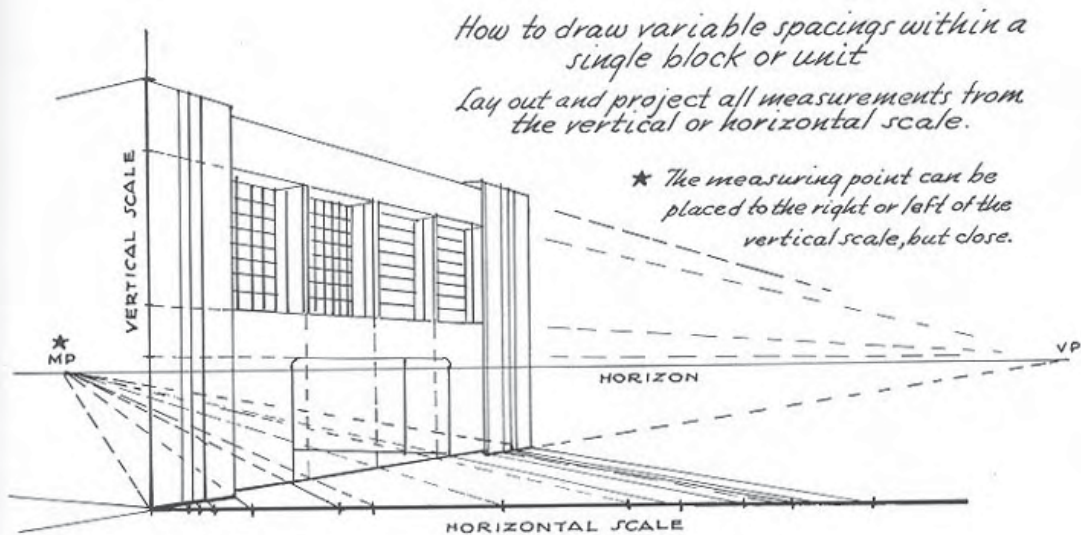 How to draw variable spacings within a
single block or unit
Lay out and project all measurements from
the vertical or horizontal scale.
★ The measuring point can be
placed to the right or left of the
vertical scale, but close.
VERTICAL SCALE
★
MP
VP
HORIZON
HORIZONTAL SCALE